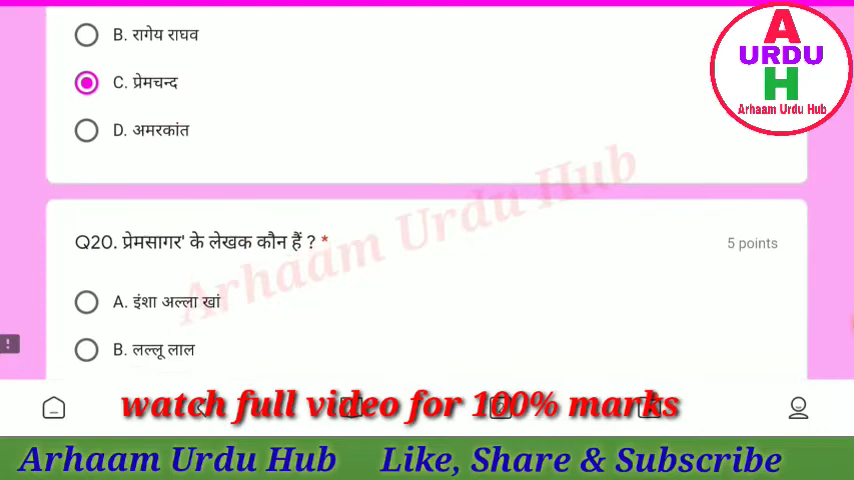 B. रागेय राघव
C. प्रेमचन्द
D. अमरकांत
A
URDU
H
Arhaam Urdu Hub
Arhaam Urdu Hub
Q20. प्रेमसागर' के लेखक कौन हैं ? *
5 points
A. इंशा अल्ला खां
B. लल्लू लाल
!
watch full video for 100% marks
Arhaam Urdu Hub Like, Share & Subscribe